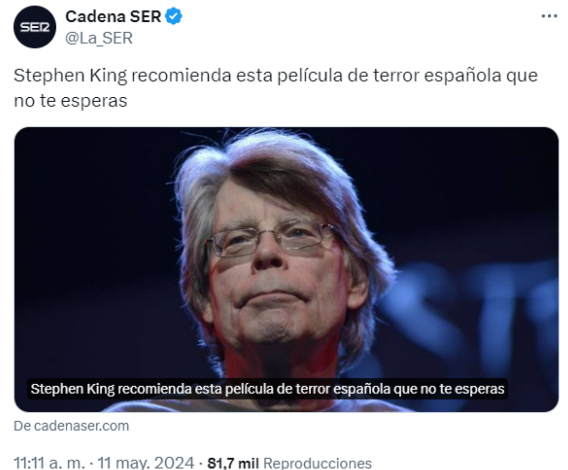 SER
Cadena SER
@La_SER
Stephen King recomienda esta película de terror española que
no te esperas
Stephen King recomienda esta película de terror española que no te esperas
De cadenaser.com
11:11 a. m. · 11 may. 2024 · 81,7 mil Reproducciones